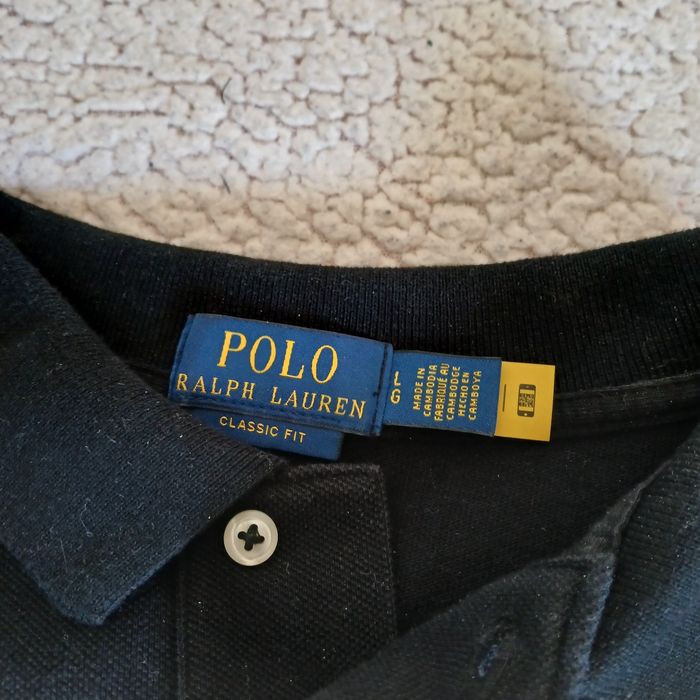 POLO
RALPH LAUREN
CLASSIC FIT
L
G
MADE IN
CAMBODIA
FABRIQUÉ AU
CAMBODGE
HECHO EN
CAMBOYA